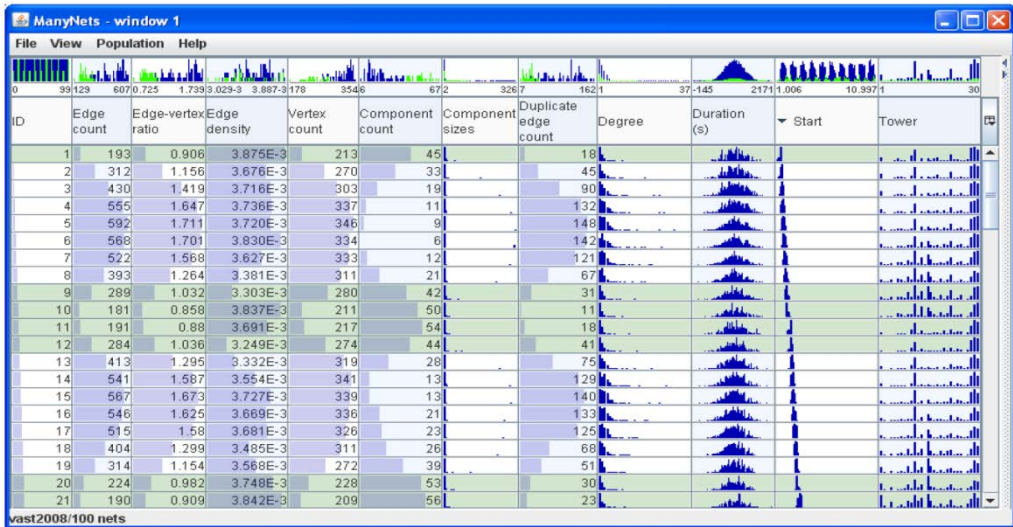 ManyNets - window 1
File View Population Help
0 99 129 607 0.725 1.739 3.029-3 3.887-3 178 354 6 67 2 326 7 162 1 37 -145 2171 1.006 10.997 1 30
ID Edge count Edge-vertex ratio Edge density Vertex count Component count Component sizes Duplicate edge count Degree Duration (s) Start Tower
1 193 0.906 3.875E-3 213 45 18
2 312 1.156 3.676E-3 270 33 45
3 430 1.419 3.716E-3 303 19 90
4 555 1.647 3.736E-3 337 11 132
5 592 1.711 3.720E-3 346 9 148
6 568 1.701 3.830E-3 334 6 142
7 522 1.568 3.627E-3 333 12 121
8 393 1.264 3.381E-3 311 21 67
9 289 1.032 3.303E-3 280 42 31
10 181 0.858 3.837E-3 211 50 11
11 191 0.88 3.691E-3 217 54 18
12 284 1.036 3.249E-3 274 44 41
13 413 1.295 3.332E-3 319 28 75
14 541 1.587 3.554E-3 341 13 129
15 567 1.673 3.727E-3 339 13 140
16 546 1.625 3.669E-3 336 21 133
17 515 1.58 3.681E-3 326 23 125
18 404 1.299 3.485E-3 311 26 68
19 314 1.154 3.568E-3 272 39 51
20 224 0.982 3.748E-3 228 53 30
21 190 0.909 3.842E-3 209 56 23
vast2008/100 nets